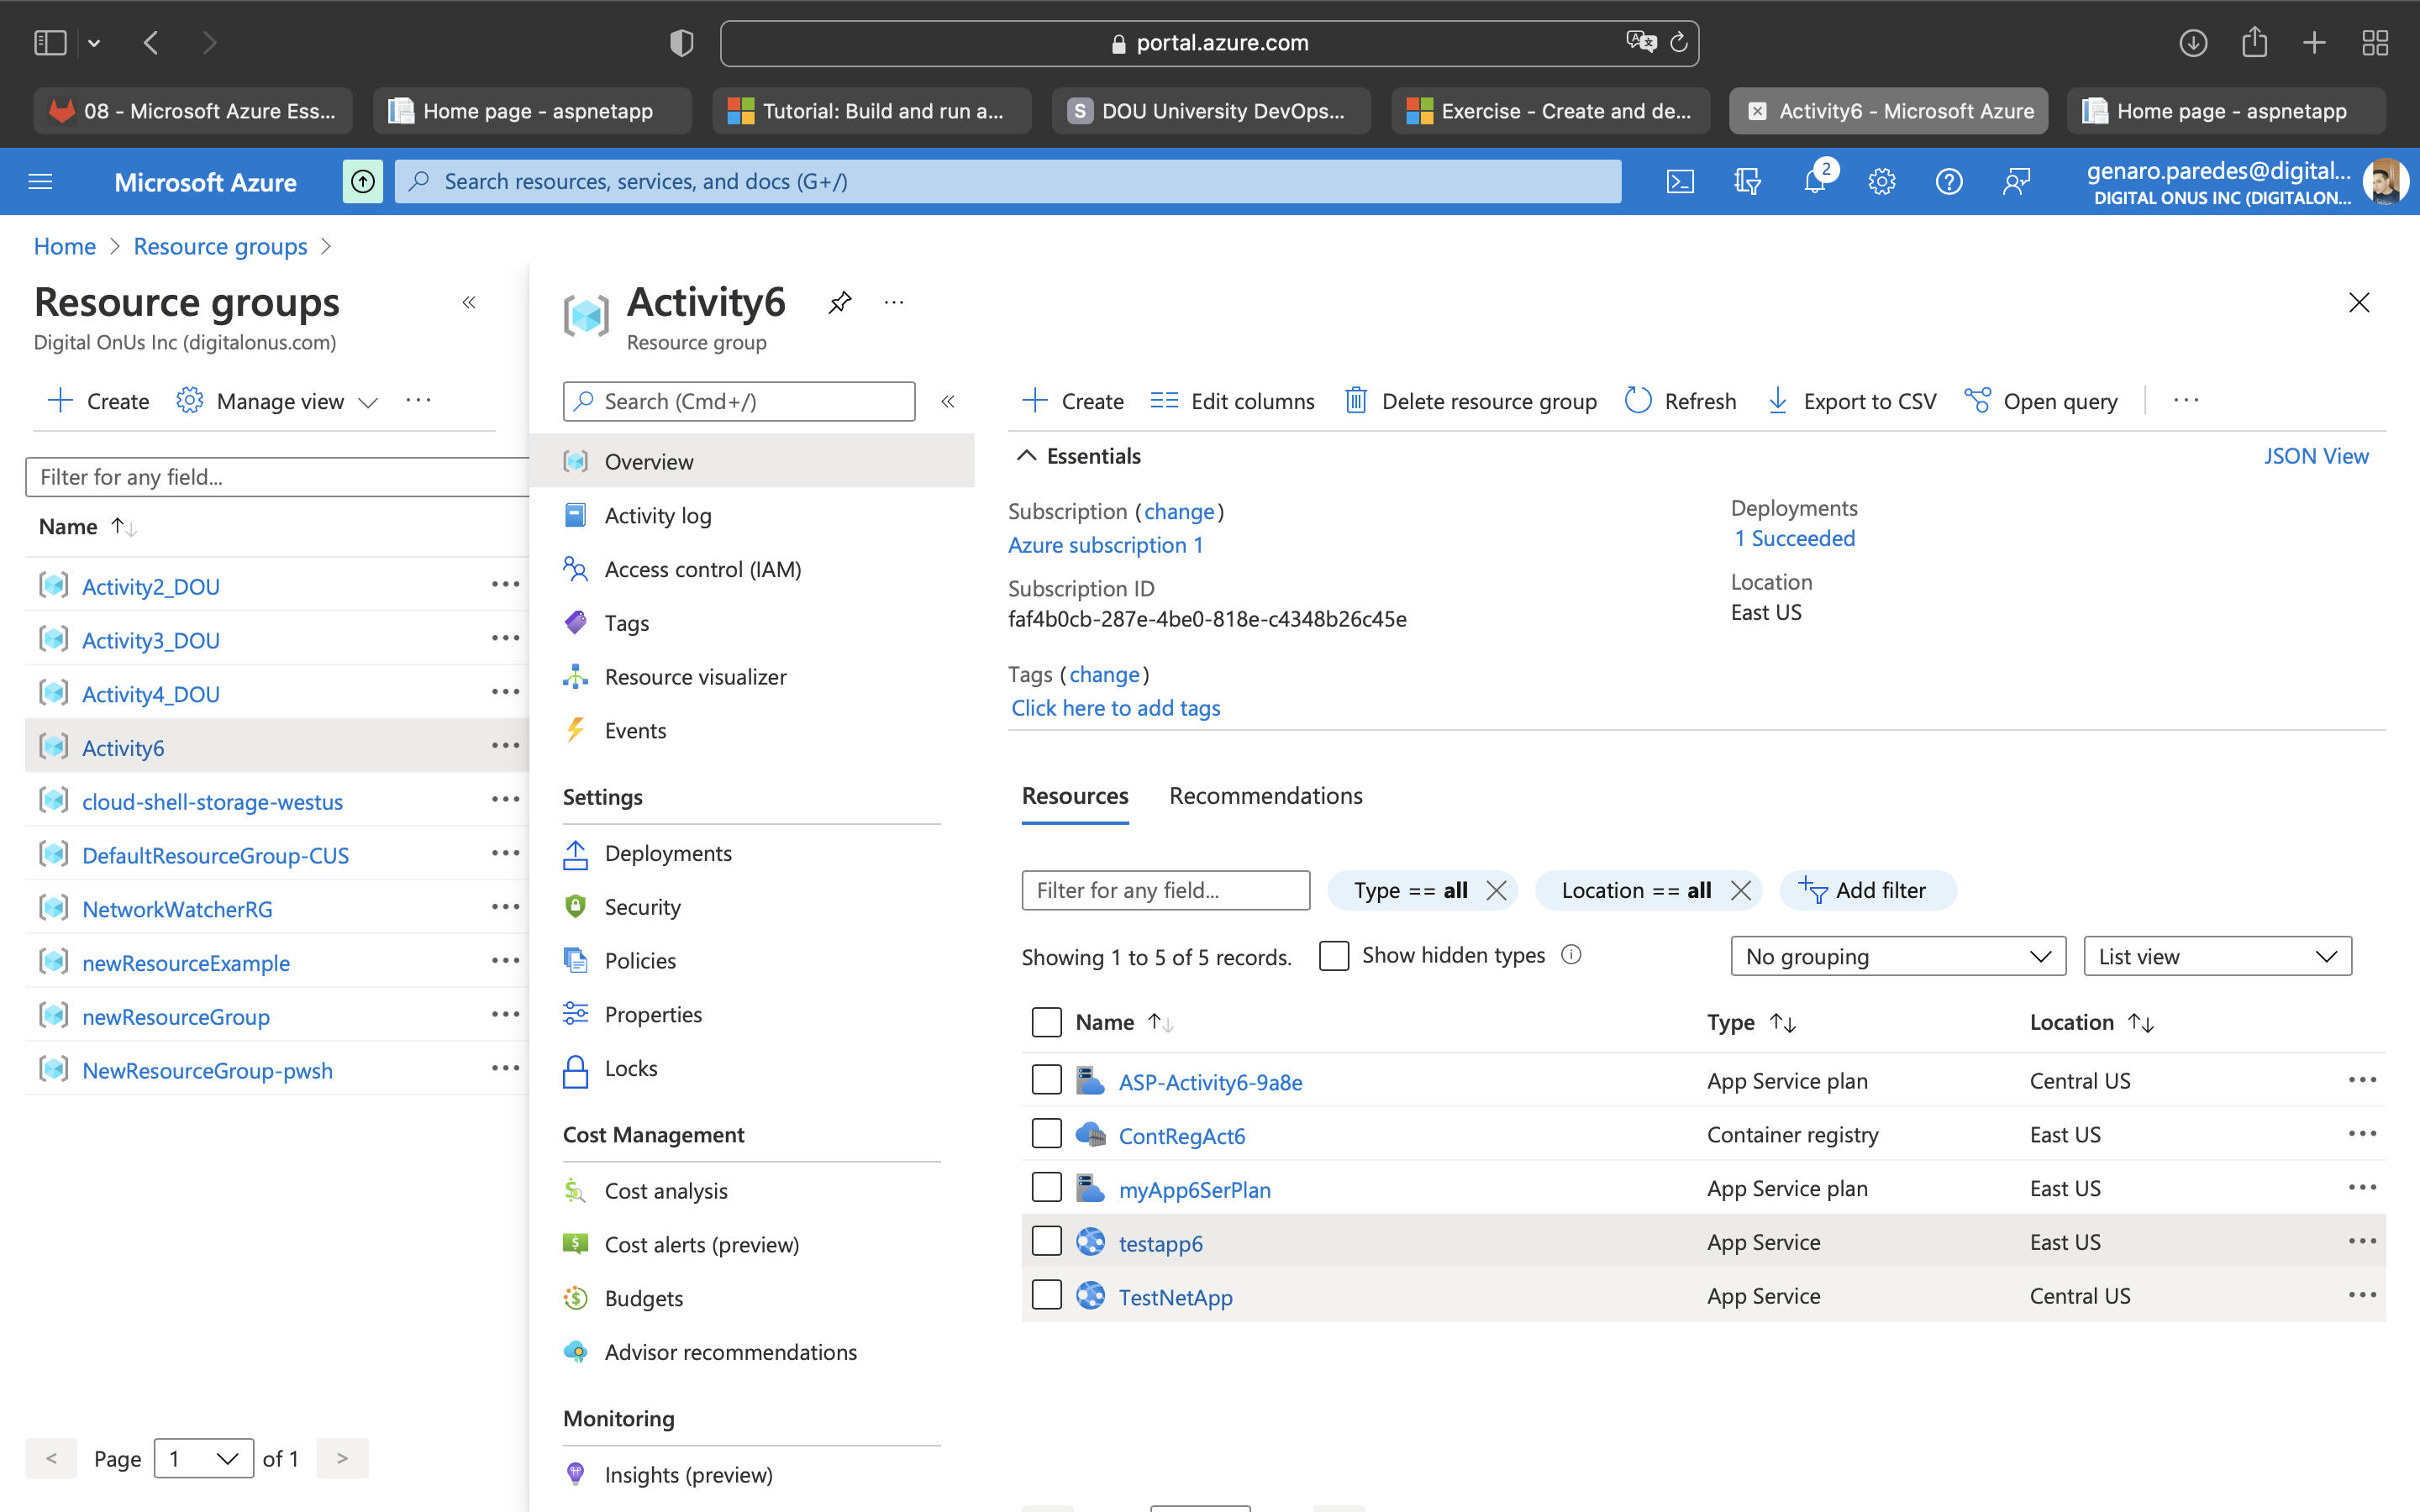 portal.azure.com
08 - Microsoft Azure Ess...
Home page - aspnetapp
Tutorial: Build and run a...
S DOU University DevOps...
Exercise - Create and de...
Activity6 - Microsoft Azure
Home page - aspnetapp
Microsoft Azure
Search resources, services, and docs (G+/)
2
genaro.paredes@digital...
DIGITAL ONUS INC (DIGITALON...
Home > Resource groups >
Resource groups
Digital OnUs Inc (digitalonus.com)
Create
Manage view
Filter for any field...
Name
Activity2_DOU
Activity3_DOU
Activity4_DOU
Activity6
cloud-shell-storage-westus
DefaultResourceGroup-CUS
NetworkWatcherRG
newResourceExample
newResourceGroup
NewResourceGroup-pwsh
< Page 1 of 1 >
Activity6
Resource group
Search (Cmd+/)
Overview
Activity log
Access control (IAM)
Tags
Resource visualizer
Events
Settings
Deployments
Security
Policies
Properties
Locks
Cost Management
Cost analysis
Cost alerts (preview)
Budgets
Advisor recommendations
Monitoring
Insights (preview)
Create
Edit columns
Delete resource group
Refresh
Export to CSV
Open query
Essentials
JSON View
Subscription (change)
Azure subscription 1
Subscription ID
faf4b0cb-287e-4be0-818e-c4348b26c45e
Deployments
1 Succeeded
Location
East US
Tags (change)
Click here to add tags
Resources
Recommendations
Filter for any field...
Type == all
Location == all
Add filter
Showing 1 to 5 of 5 records.
Show hidden types
No grouping
List view
Name Type Location
ASP-Activity6-9a8e App Service plan Central US
ContRegAct6 Container registry East US
myApp6SerPlan App Service plan East US
testapp6 App Service East US
TestNetApp App Service Central US